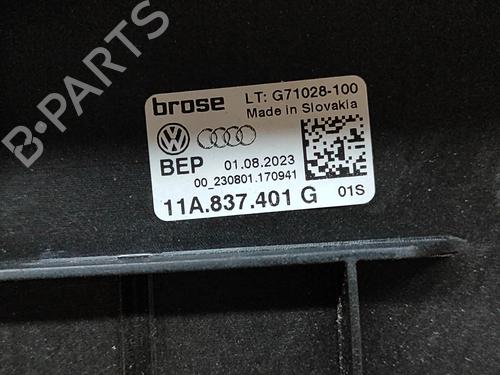 B-PARTS
brose LT: G71028-100
Made in Slovakia
BEP 01.08.2023
00_230801.170941
11A.837.401 G 01S